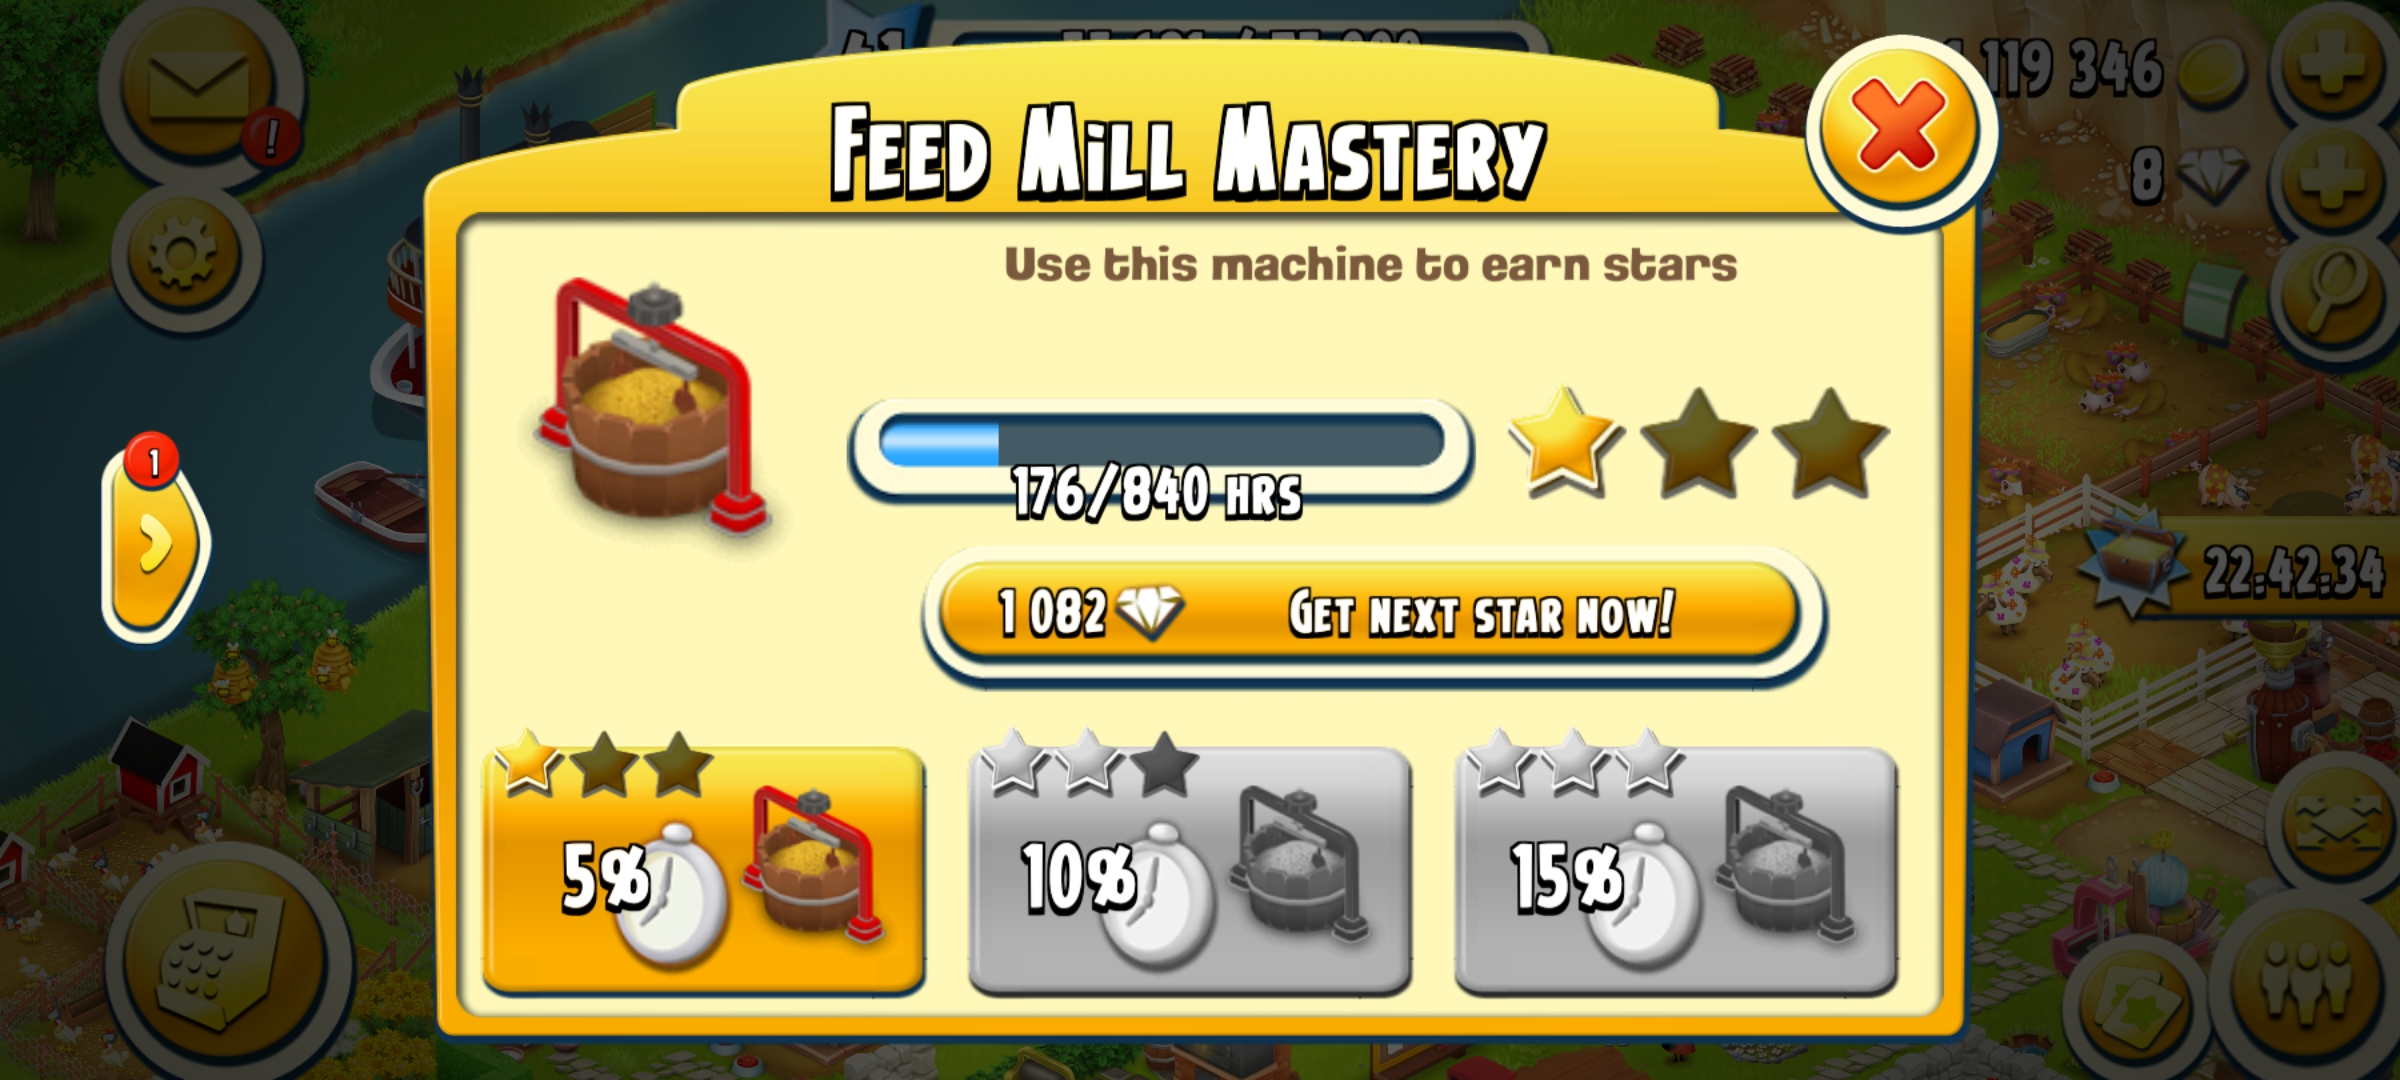 41
119 346
FEED MILL MASTERY
!
8
Use this machine to earn stars
1
176/840 HRS
22:42:34
1 082
GET NEXT STAR NOW!
5%
10%
15%